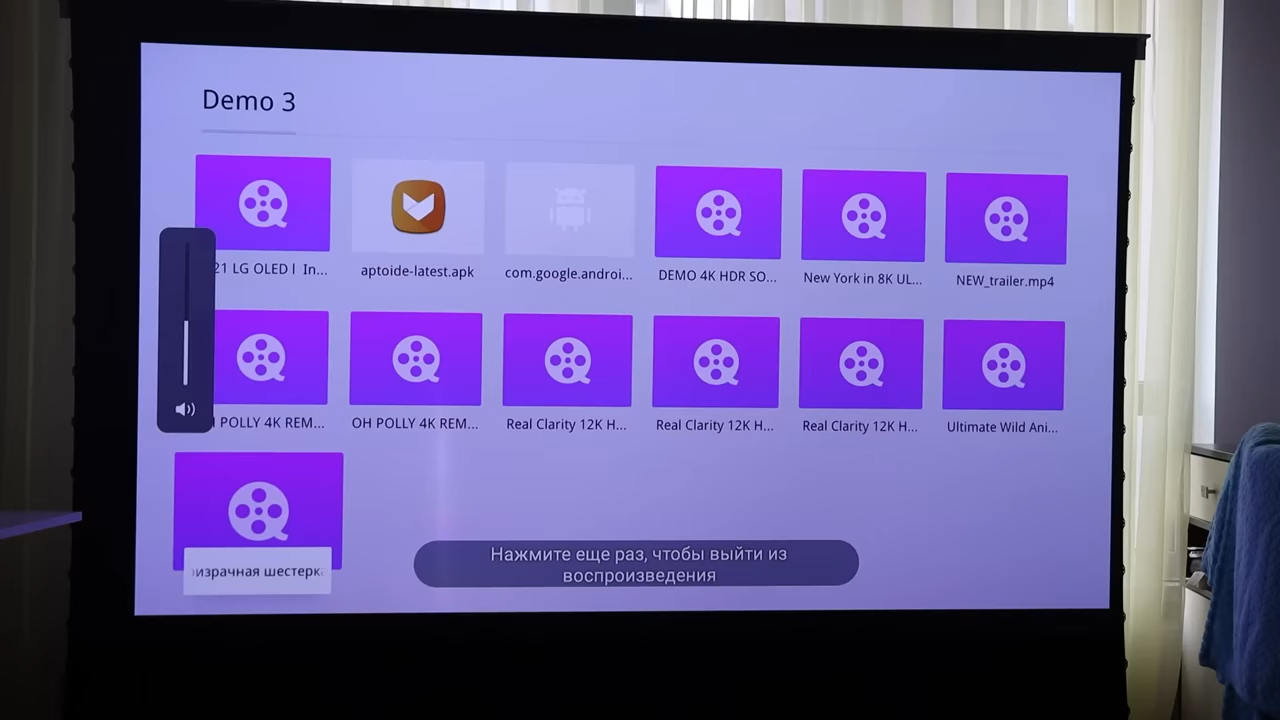 Demo 3
21 LG OLED l In...
aptoide-latest.apk
com.google.androi...
DEMO 4K HDR SO...
New York in 8K UL...
NEW_trailer.mp4
POLLY 4K REM...
OH POLLY 4K REM...
Real Clarity 12K H...
Real Clarity 12K H...
Real Clarity 12K H...
Ultimate Wild Ani...
израчная шестерка
Нажмите еще раз, чтобы выйти из
воспроизведения